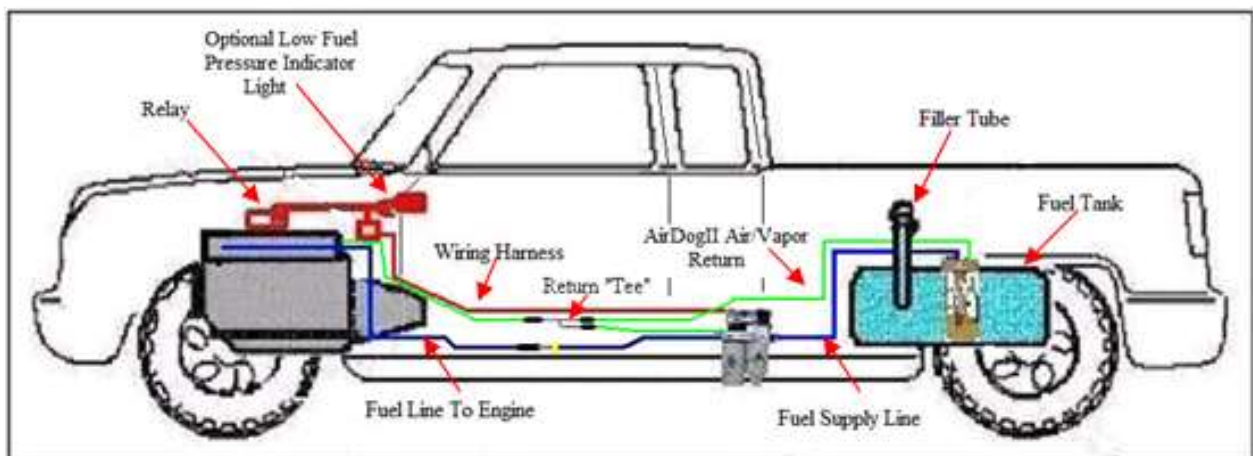 Optional Low Fuel
Pressure Indicator
Light
Relay
Filler Tube
Fuel Tank
AirDogII Air/Vapor
Return
Wiring Harness
Return "Tee"
Fuel Line To Engine
Fuel Supply Line